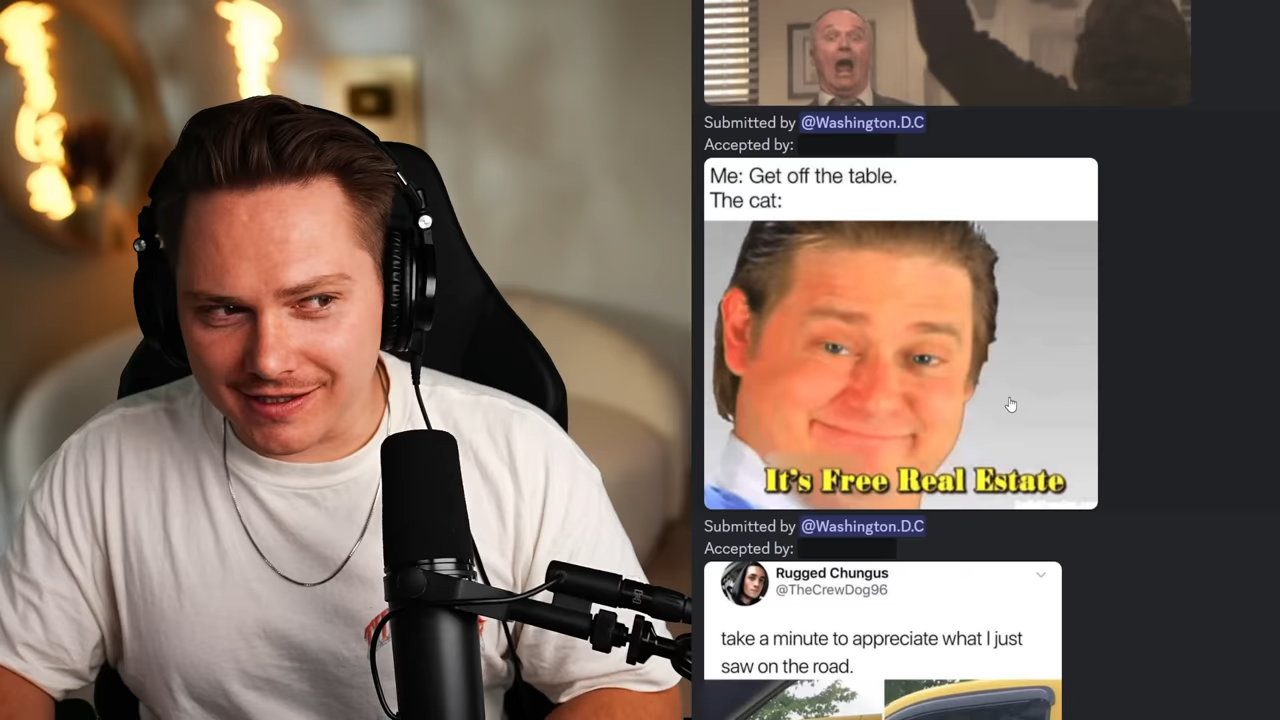 Submitted by @Washington.D.C
Accepted by:
Me: Get off the table.
The cat:
It's Free Real Estate
Submitted by @Washington.D.C
Accepted by:
Rugged Chungus
@TheCrewDog96
take a minute to appreciate what I just
saw on the road.